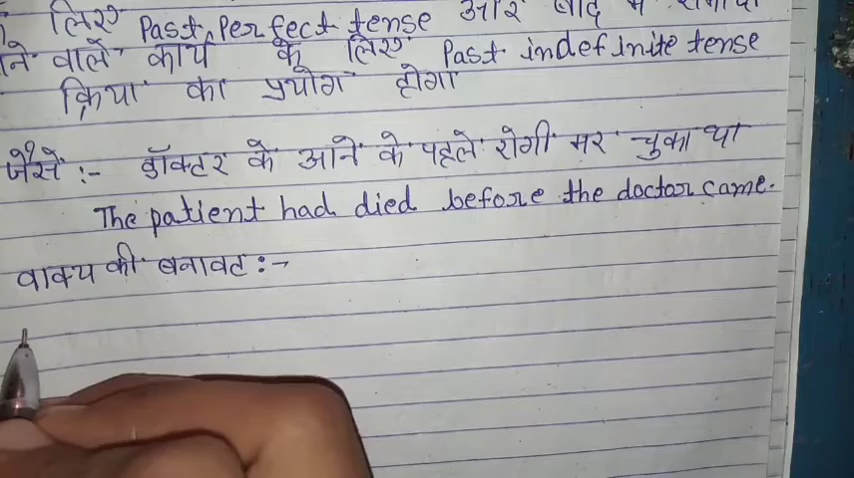 लिए Past perfect tense और बाद में
वाले कार्य के लिए Past indefinite tense
क्रिया का प्रयोग होगा
जैसे :- डॉक्टर के आने के पहले रोगी मर चुका था
The patient had died before the doctor came.
वाक्य की बनावट :-